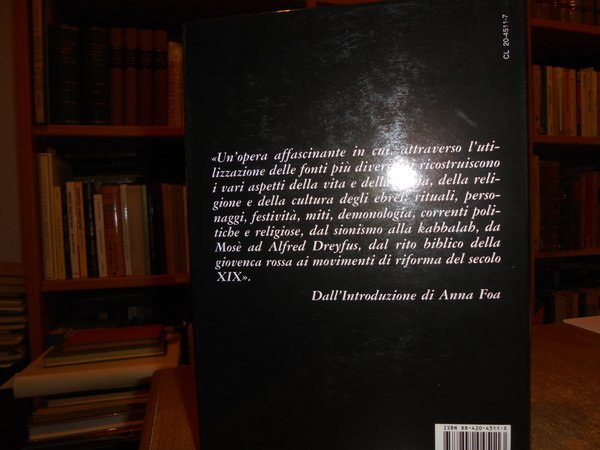 CL 20-4511-7
«Un'opera affascinante in cui, attraverso l'uti-
lizzazione delle fonti più diverse, si ricostruiscono
i vari aspetti della vita e della storia, della reli-
gione e della cultura degli ebrei: rituali, perso-
naggi, festività, miti, demonologia, correnti poli-
tiche e religiose, dal sionismo alla kabbalah, da
Mosè ad Alfred Dreyfus, dal rito biblico della
giovenca rossa ai movimenti di riforma del secolo
XIX».
Dall'Introduzione di Anna Foa
ISBN 88-420-4511-X